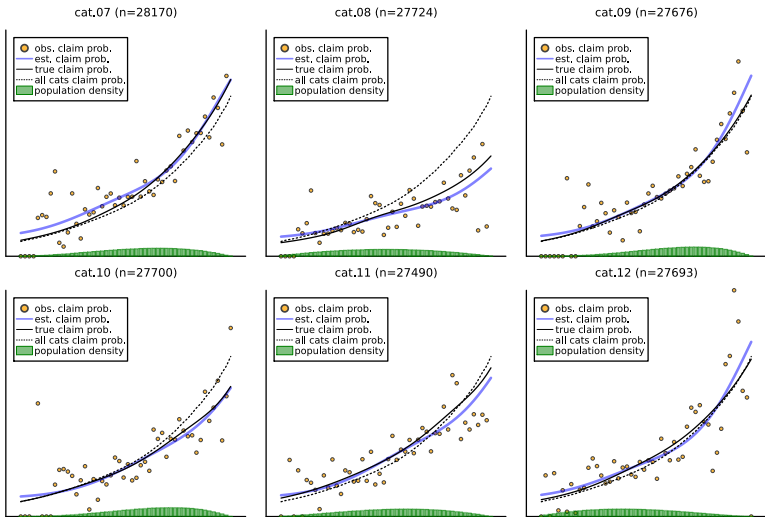 cat.07 (n=28170)
obs. claim prob.
est. claim prob.
true claim prob.
all cats claim prob.
population density
cat.08 (n=27724)
obs. claim prob.
est. claim prob.
true claim prob.
all cats claim prob.
population density
cat.09 (n=27676)
obs. claim prob.
est. claim prob.
true claim prob.
all cats claim prob.
population density
cat.10 (n=27700)
obs. claim prob.
est. claim prob.
true claim prob.
all cats claim prob.
population density
cat.11 (n=27490)
obs. claim prob.
est. claim prob.
true claim prob.
all cats claim prob.
population density
cat.12 (n=27693)
obs. claim prob.
est. claim prob.
true claim prob.
all cats claim prob.
population density